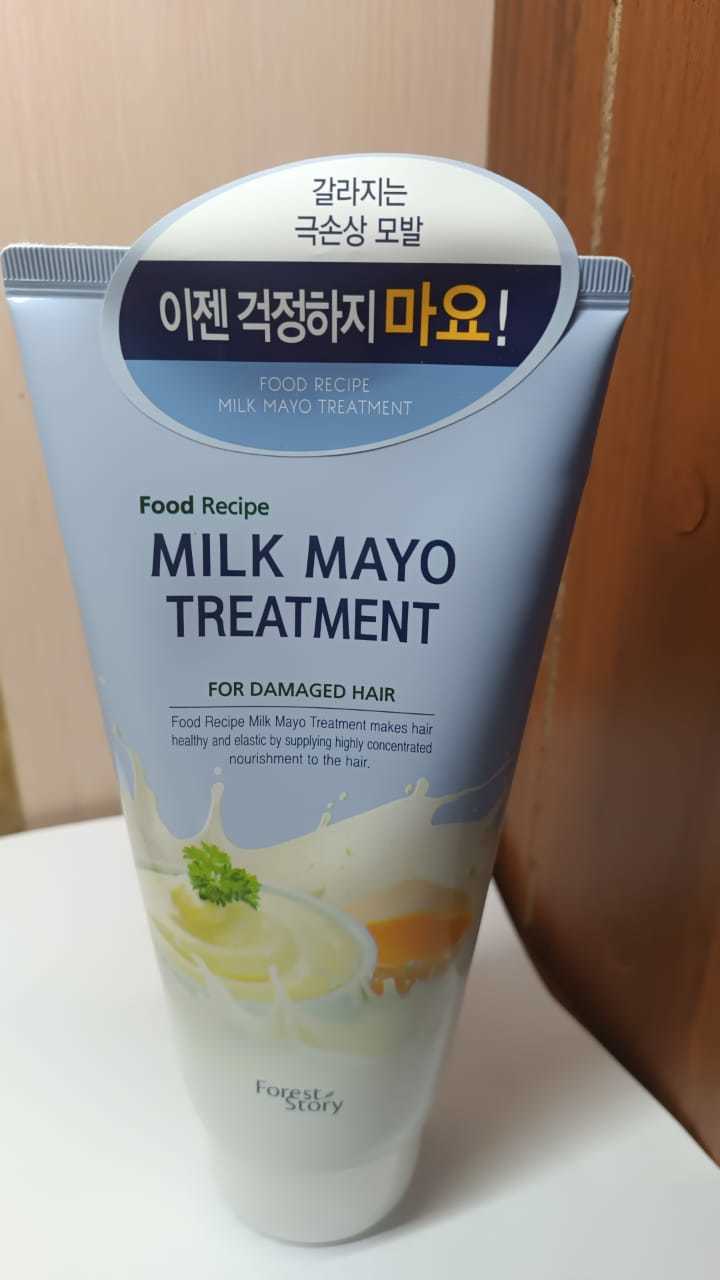 갈라지는
극손상 모발
이젠 걱정하지 마요!
FOOD RECIPE
MILK MAYO TREATMENT
Food Recipe
MILK MAYO
TREATMENT
FOR DAMAGED HAIR
Food Recipe Milk Mayo Treatment makes hair
healthy and elastic by supplying highly concentrated
nourishment to the hair.
Forest
Story